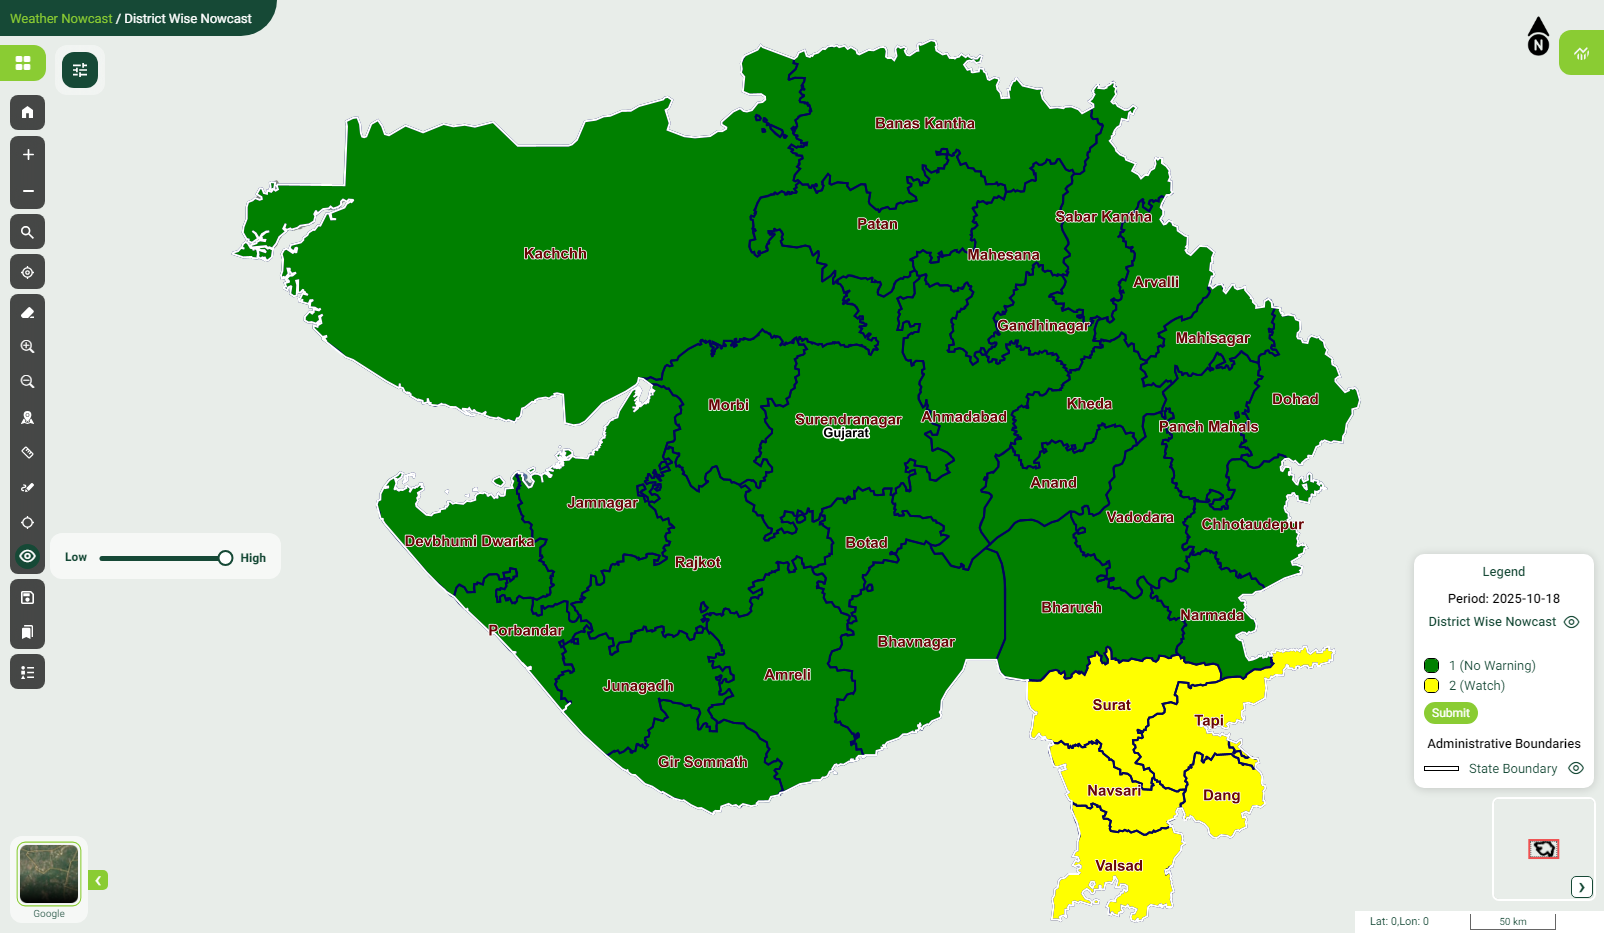 Weather Nowcast / District Wise Nowcast
N
Banas Kantha
Patan
Sabar Kantha
Kachchh
Mahesana
Arvalli
Gandhinagar
Mahisagar
Morbi
Surendranagar
Gujarat
Ahmadabad
Kheda
Dohad
Panch Mahals
Jamnagar
Anand
Vadodara
Chhotaudepur
Devbhumi Dwarka
Botad
Rajkot
Low
High
Bharuch
Narmada
Porbandar
Bhavnagar
Junagadh
Amreli
Surat
Tapi
Gir Somnath
Navsari
Dang
Valsad
Legend
Period: 2025-10-18
District Wise Nowcast
1 (No Warning)
2 (Watch)
Submit
Administrative Boundaries
State Boundary
Google
Lat: 0,Lon: 0
50 km